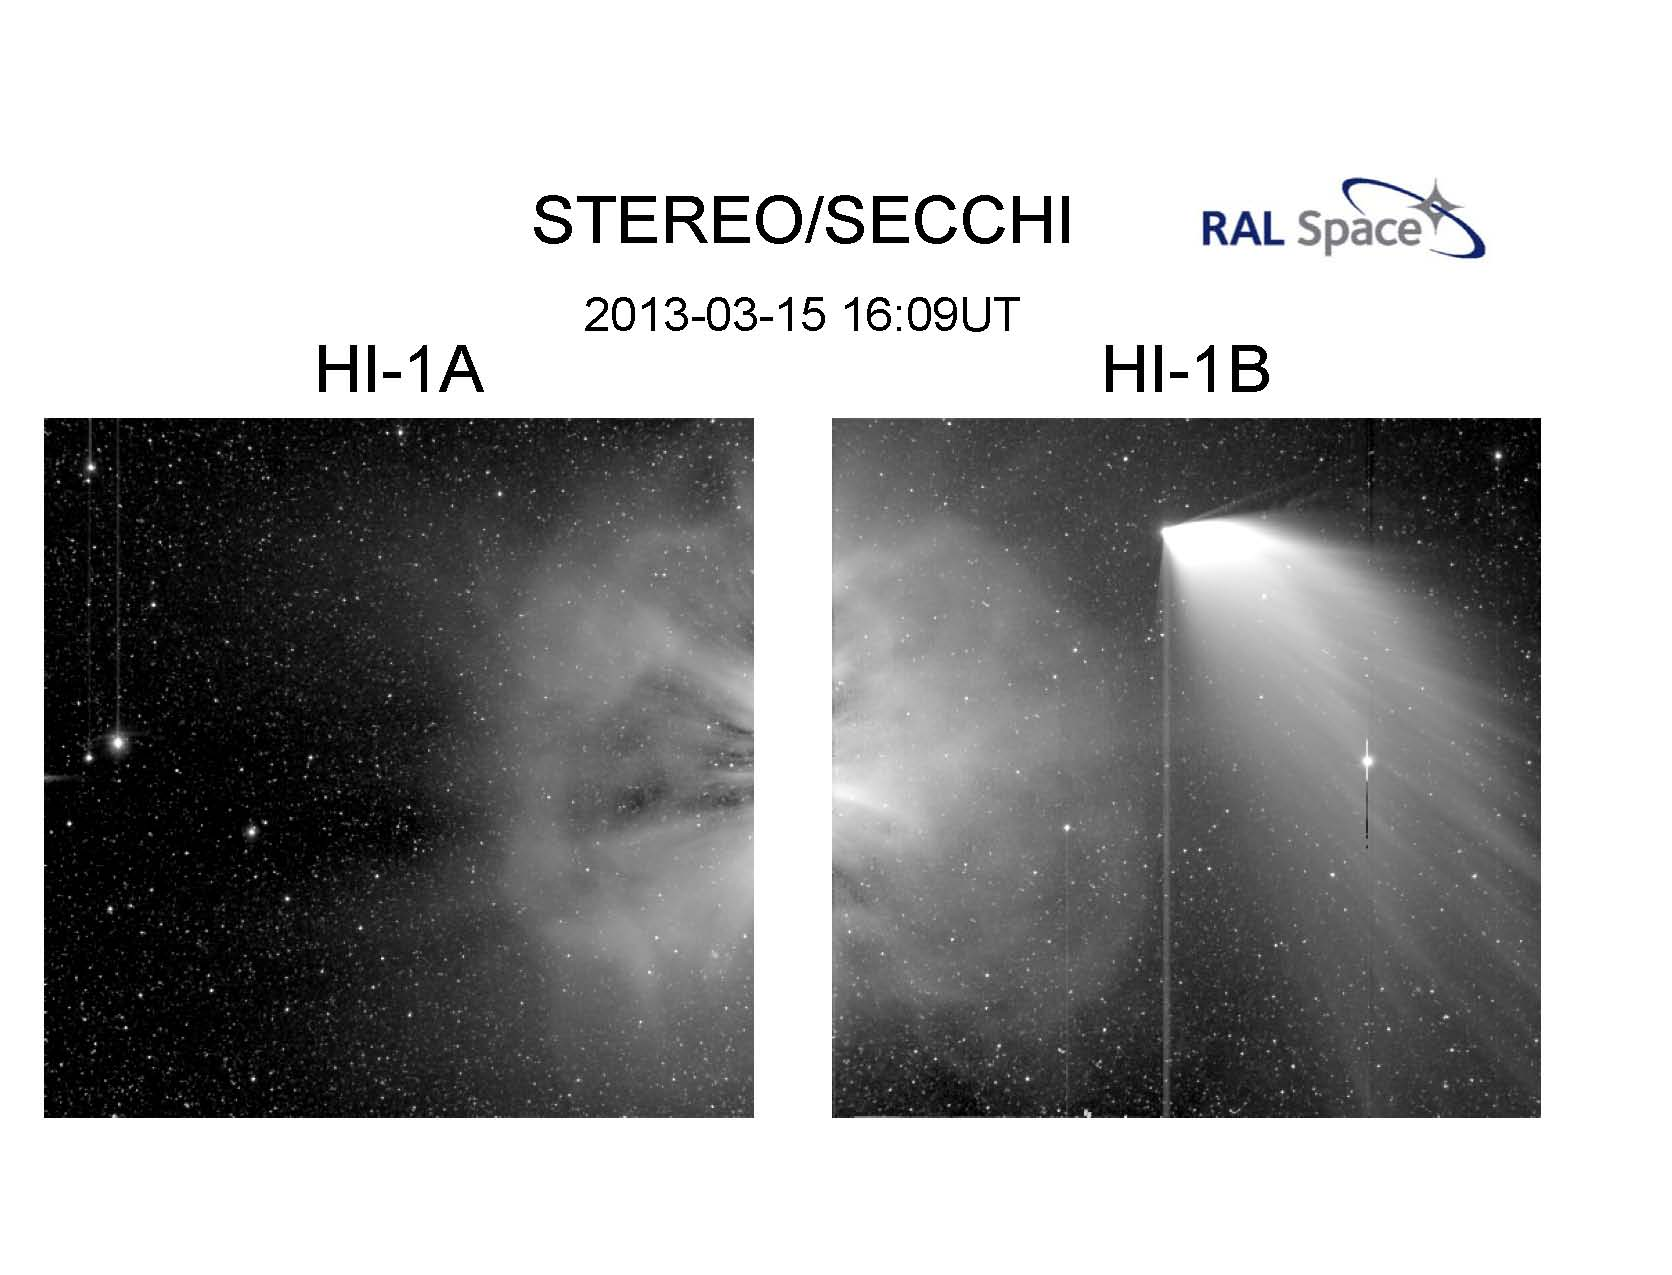 STEREO/SECCHI
RAL Space
2013-03-15 16:09UT
HI-1A
HI-1B